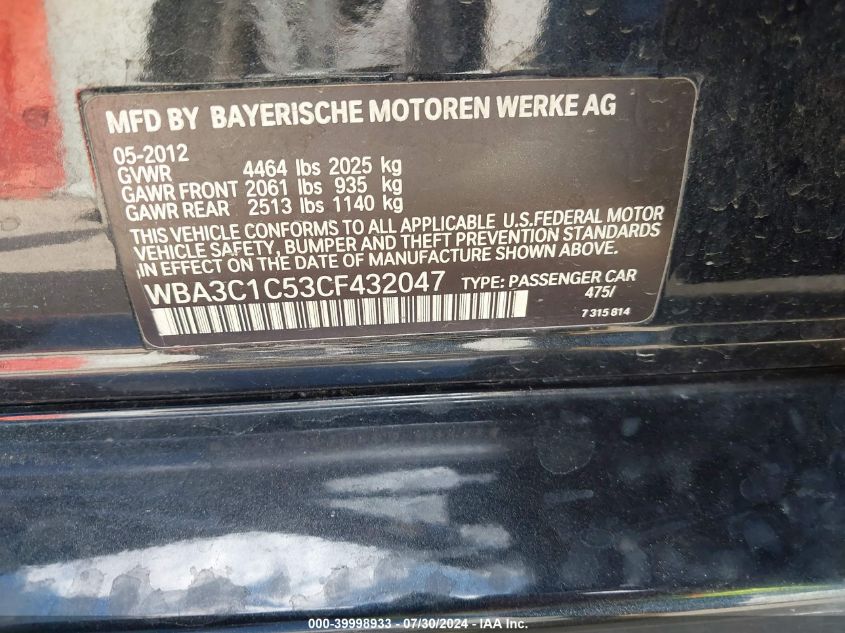 MFD BY BAYERISCHE MOTOREN WERKE AG
05-2012
GVWR 4464 lbs 2025 kg
GAWR FRONT 2061 lbs 935 kg
GAWR REAR 2513 lbs 1140 kg
THIS VEHICLE CONFORMS TO ALL APPLICABLE U.S.FEDERAL MOTOR
VEHICLE SAFETY, BUMPER AND THEFT PREVENTION STANDARDS
IN EFFECT ON THE DATE OF MANUFACTURE SHOWN ABOVE.
WBA3C1C53CF432047 TYPE: PASSENGER CAR
475/
7 315 814
000-39998933 - 07/30/2024 - IAA Inc.